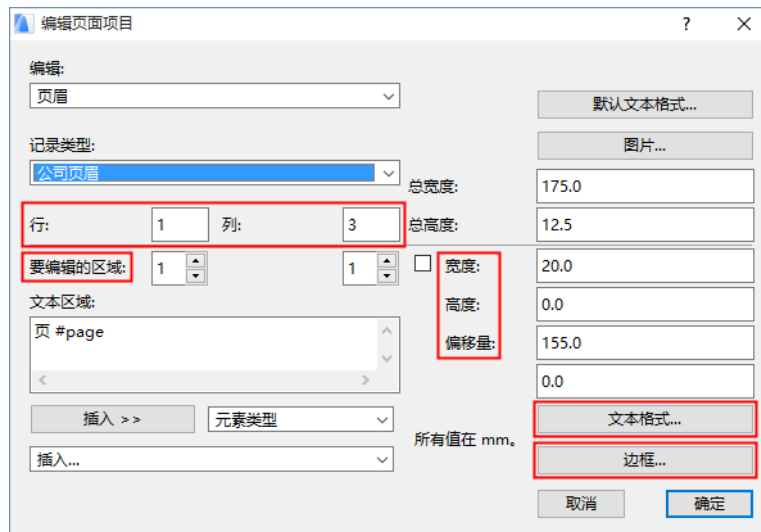 编辑页面项目
编辑:
页眉
默认文本格式...
记录类型:
图片...
公司页眉
总宽度:
175.0
行:
1
列:
3
总高度:
12.5
要编辑的区域:
1
1
宽度:
20.0
文本区域:
高度:
0.0
页 #page
偏移量:
155.0
0.0
插入 >>
元素类型
文本格式...
所有值在 mm。
插入...
边框...
取消
确定